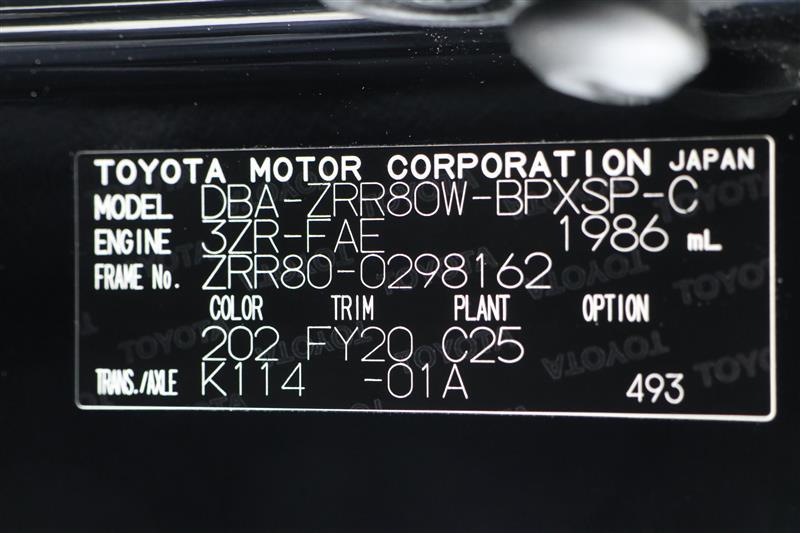 TOYOTA MOTOR CORPORATION JAPAN
MODEL DBA-ZRR80W-BPXSP-C
ENGINE 3ZR-FAE 1986 mL
FRAME No. ZRR80-0298162
COLOR TRIM PLANT OPTION
202 FY20 C25
TRANS./AXLE K114 -01A 493